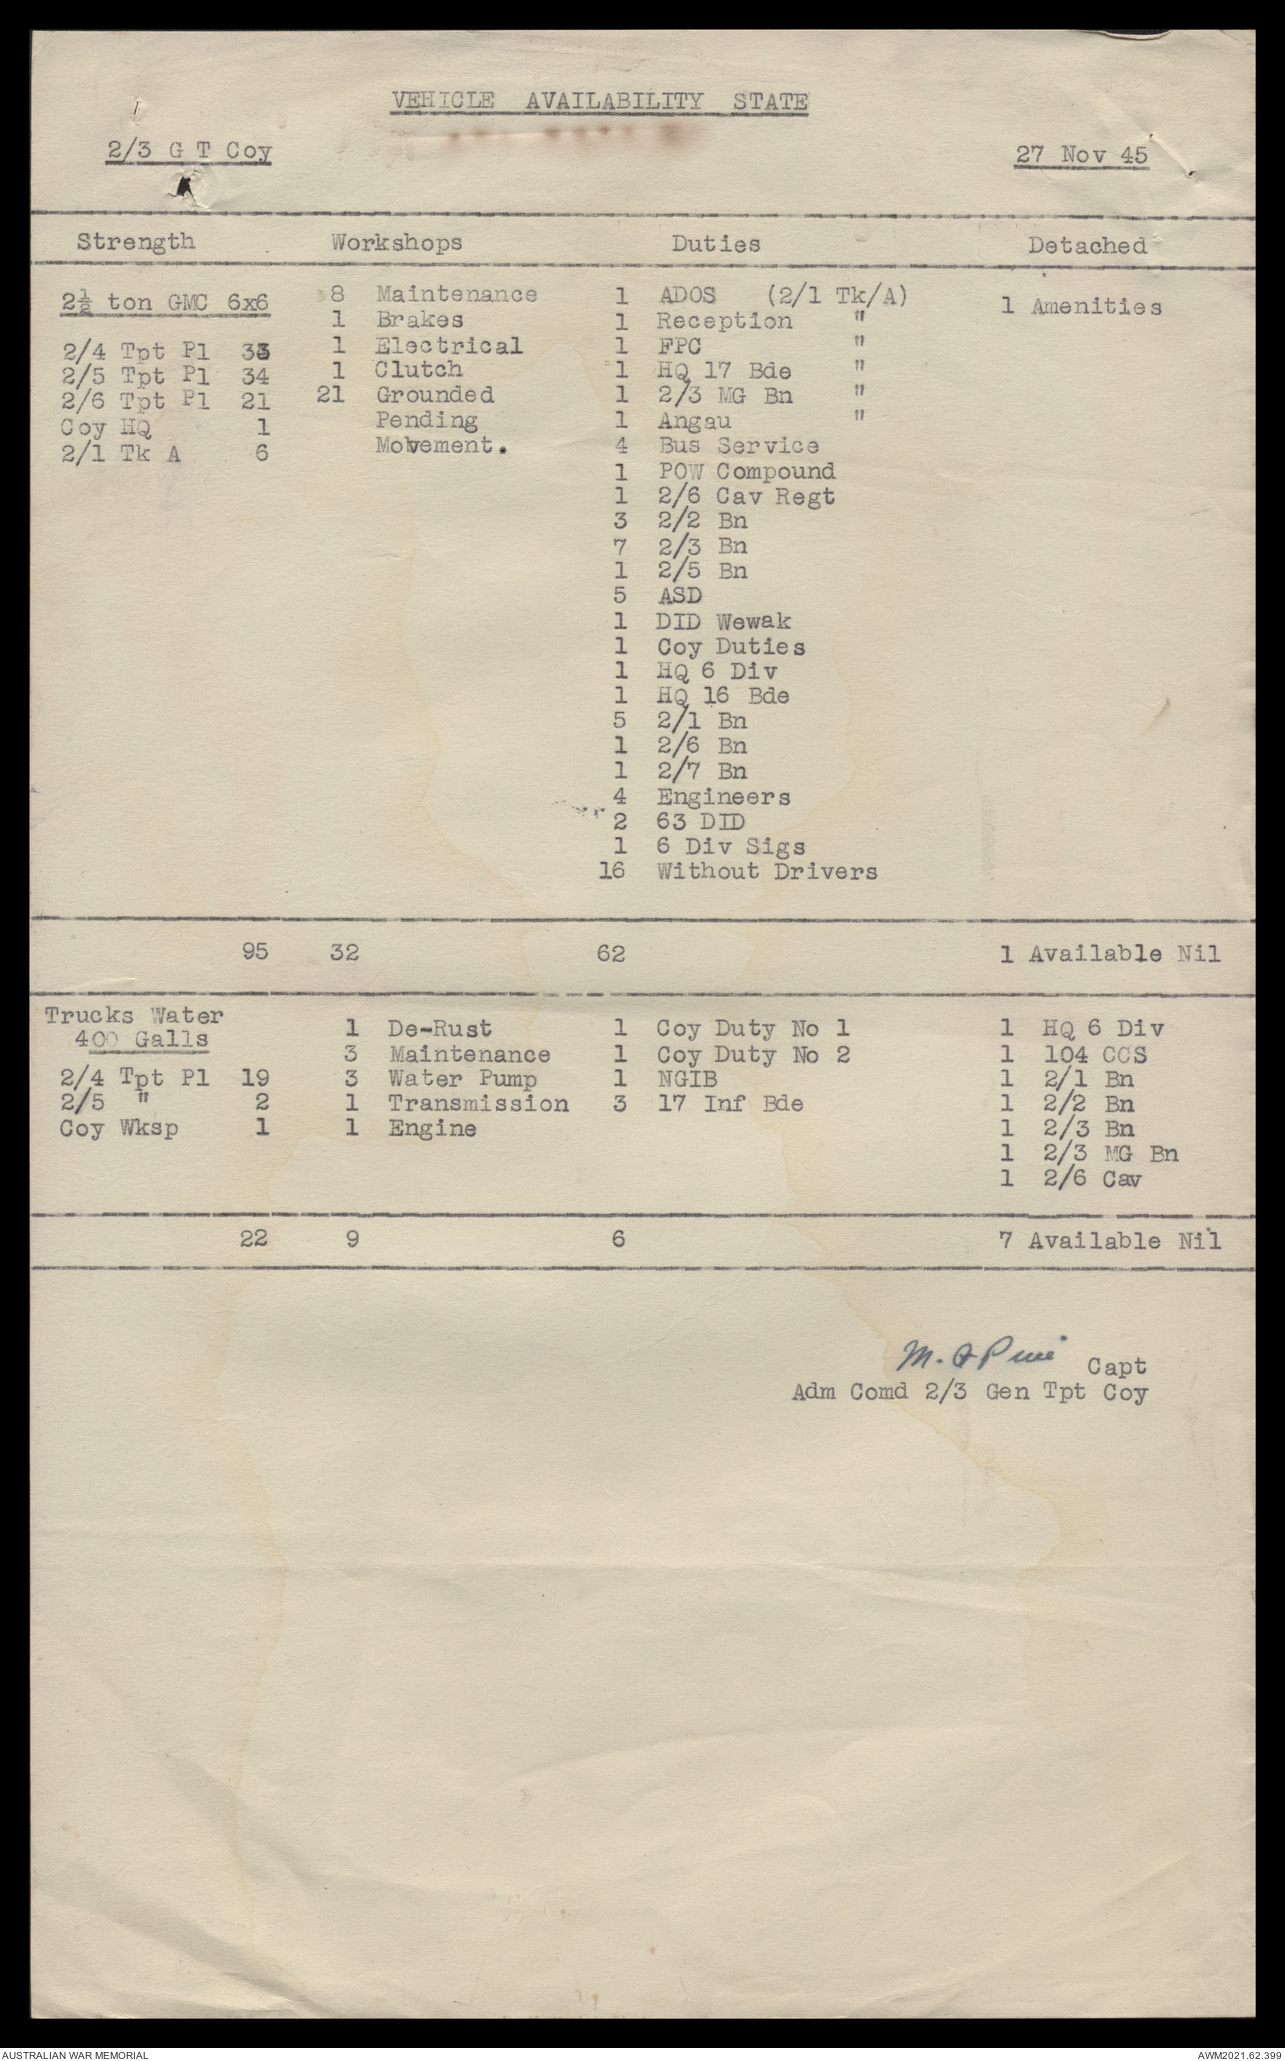 VEHICLE AVAILABILITY STATE
2/3 G T Coy 27 Nov 45
Strength Workshops Duties Detached
2½ ton GMC 6x6 8 Maintenance 1 ADOS (2/1 Tk/A) 1 Amenities
1 Brakes 1 Reception "
2/4 Tpt Pl 33 1 Electrical 1 FPC "
2/5 Tpt Pl 34 1 Clutch 1 HQ 17 Bde "
2/6 Tpt Pl 21 21 Grounded 1 2/3 MG Bn "
Coy HQ 1 Pending 1 Angau "
2/1 Tk A 6 Movement. 4 Bus Service
1 POW Compound
1 2/6 Cav Regt
3 2/2 Bn
7 2/3 Bn
1 2/5 Bn
5 ASD
1 DID Wewak
1 Coy Duties
1 HQ 6 Div
1 HQ 16 Bde
5 2/1 Bn
1 2/6 Bn
1 2/7 Bn
4 Engineers
2 63 DID
1 6 Div Sigs
16 Without Drivers
95 32 62 1 Available Nil
Trucks Water
400 Galls 1 De-Rust 1 Coy Duty No 1 1 HQ 6 Div
3 Maintenance 1 Coy Duty No 2 1 104 CCS
2/4 Tpt Pl 19 3 Water Pump 1 NGIB 1 2/1 Bn
2/5 " 2 1 Transmission 3 17 Inf Bde 1 2/2 Bn
Coy Wksp 1 1 Engine 1 2/3 Bn
1 2/3 MG Bn
1 2/6 Cav
22 9 6 7 Available Nil
M. Capt
Adm Comd 2/3 Gen Tpt Coy
AUSTRALIAN WAR MEMORIAL AWM2021.62.399